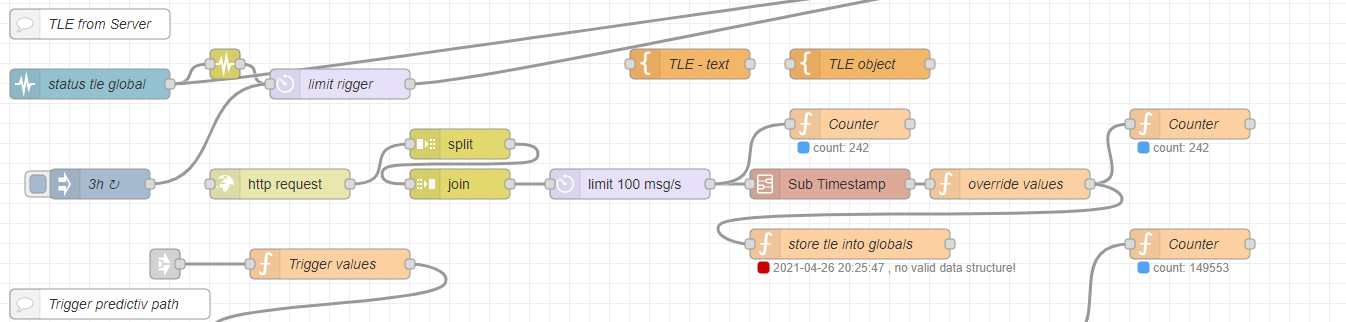 TLE from Server
status tle global
limit rigger
TLE - text
TLE object
Counter
count: 242
Counter
count: 242
split
3h ↻
http request
join
limit 100 msg/s
Sub Timestamp
override values
store tle into globals
2021-04-26 20:25:47 , no valid data structure!
Counter
count: 149553
Trigger values
Trigger predictiv path